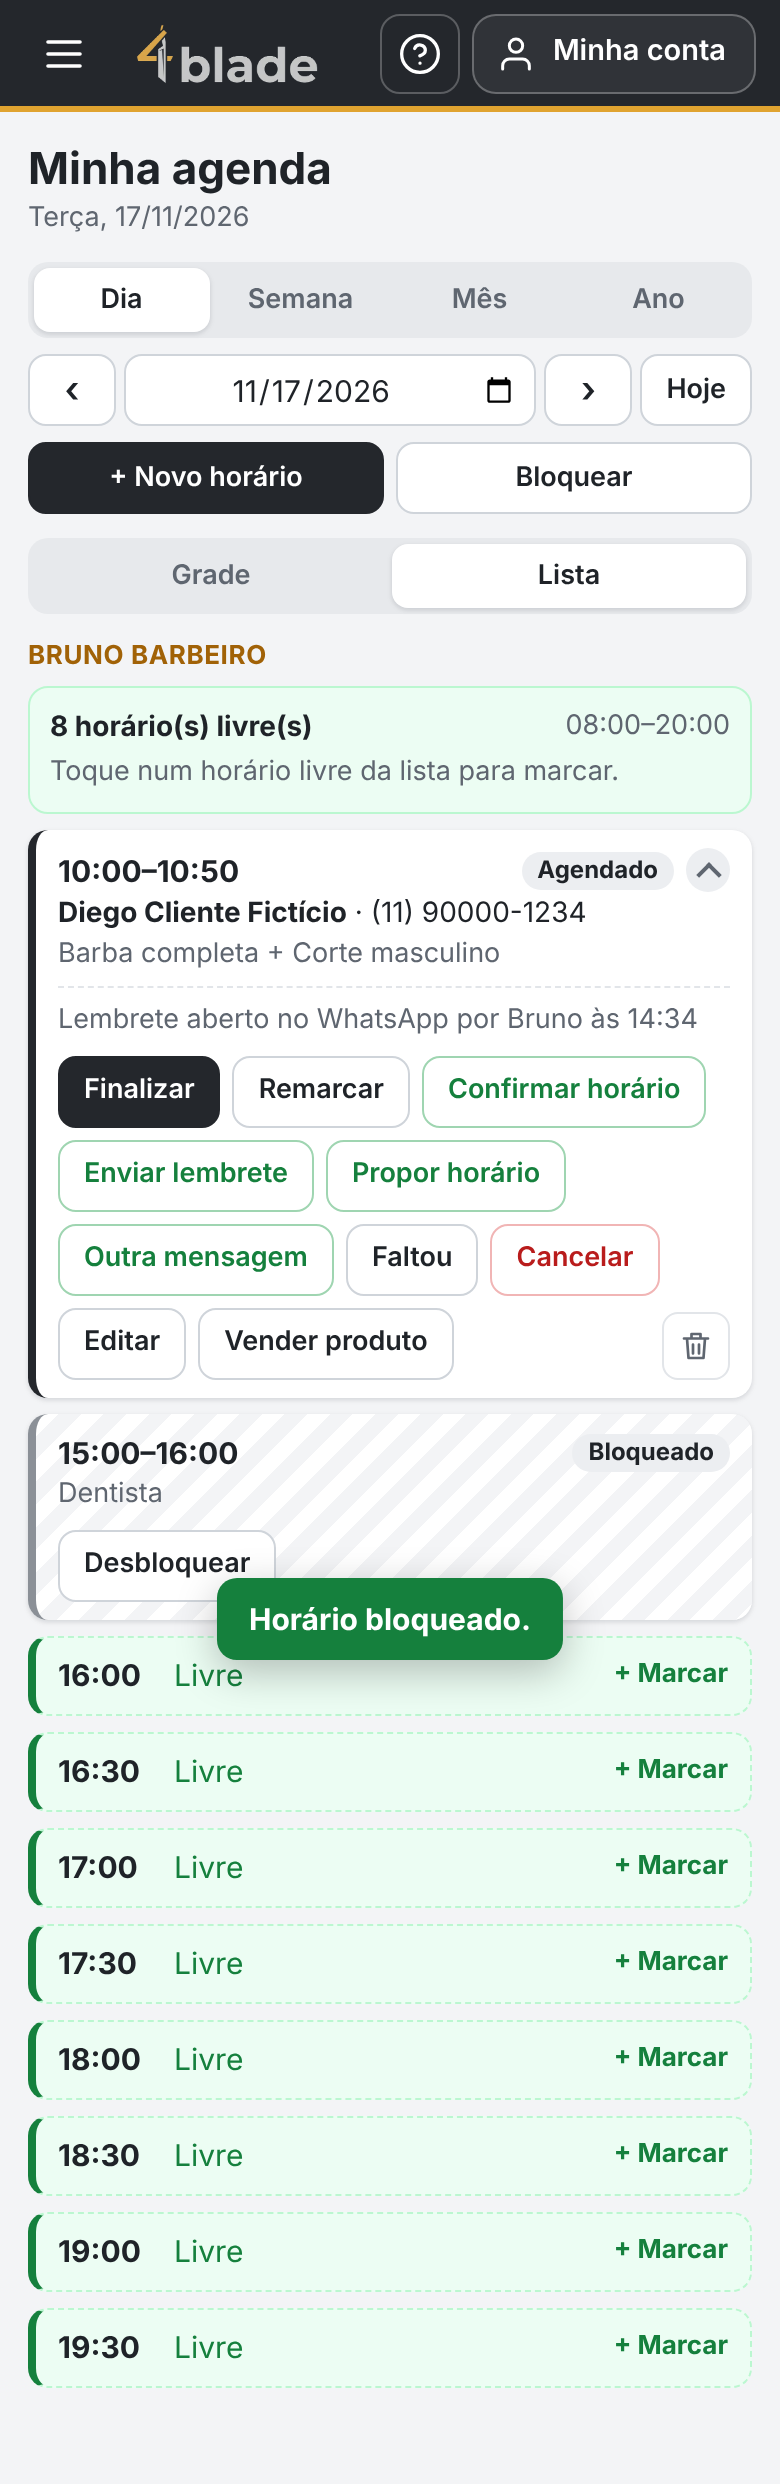 4blade
Minha conta
Minha agenda
Terça, 17/11/2026
Dia Semana Mês Ano
‹ 11/17/2026 › Hoje
+ Novo horário Bloquear
Grade Lista
BRUNO BARBEIRO
8 horário(s) livre(s) 08:00–20:00
Toque num horário livre da lista para marcar.
10:00–10:50 Agendado
Diego Cliente Fictício · (11) 90000-1234
Barba completa + Corte masculino
Lembrete aberto no WhatsApp por Bruno às 14:34
Finalizar Remarcar Confirmar horário
Enviar lembrete Propor horário
Outra mensagem Faltou Cancelar
Editar Vender produto
15:00–16:00 Bloqueado
Dentista
Desbloquear
Horário bloqueado.
16:00 Livre + Marcar
16:30 Livre + Marcar
17:00 Livre + Marcar
17:30 Livre + Marcar
18:00 Livre + Marcar
18:30 Livre + Marcar
19:00 Livre + Marcar
19:30 Livre + Marcar